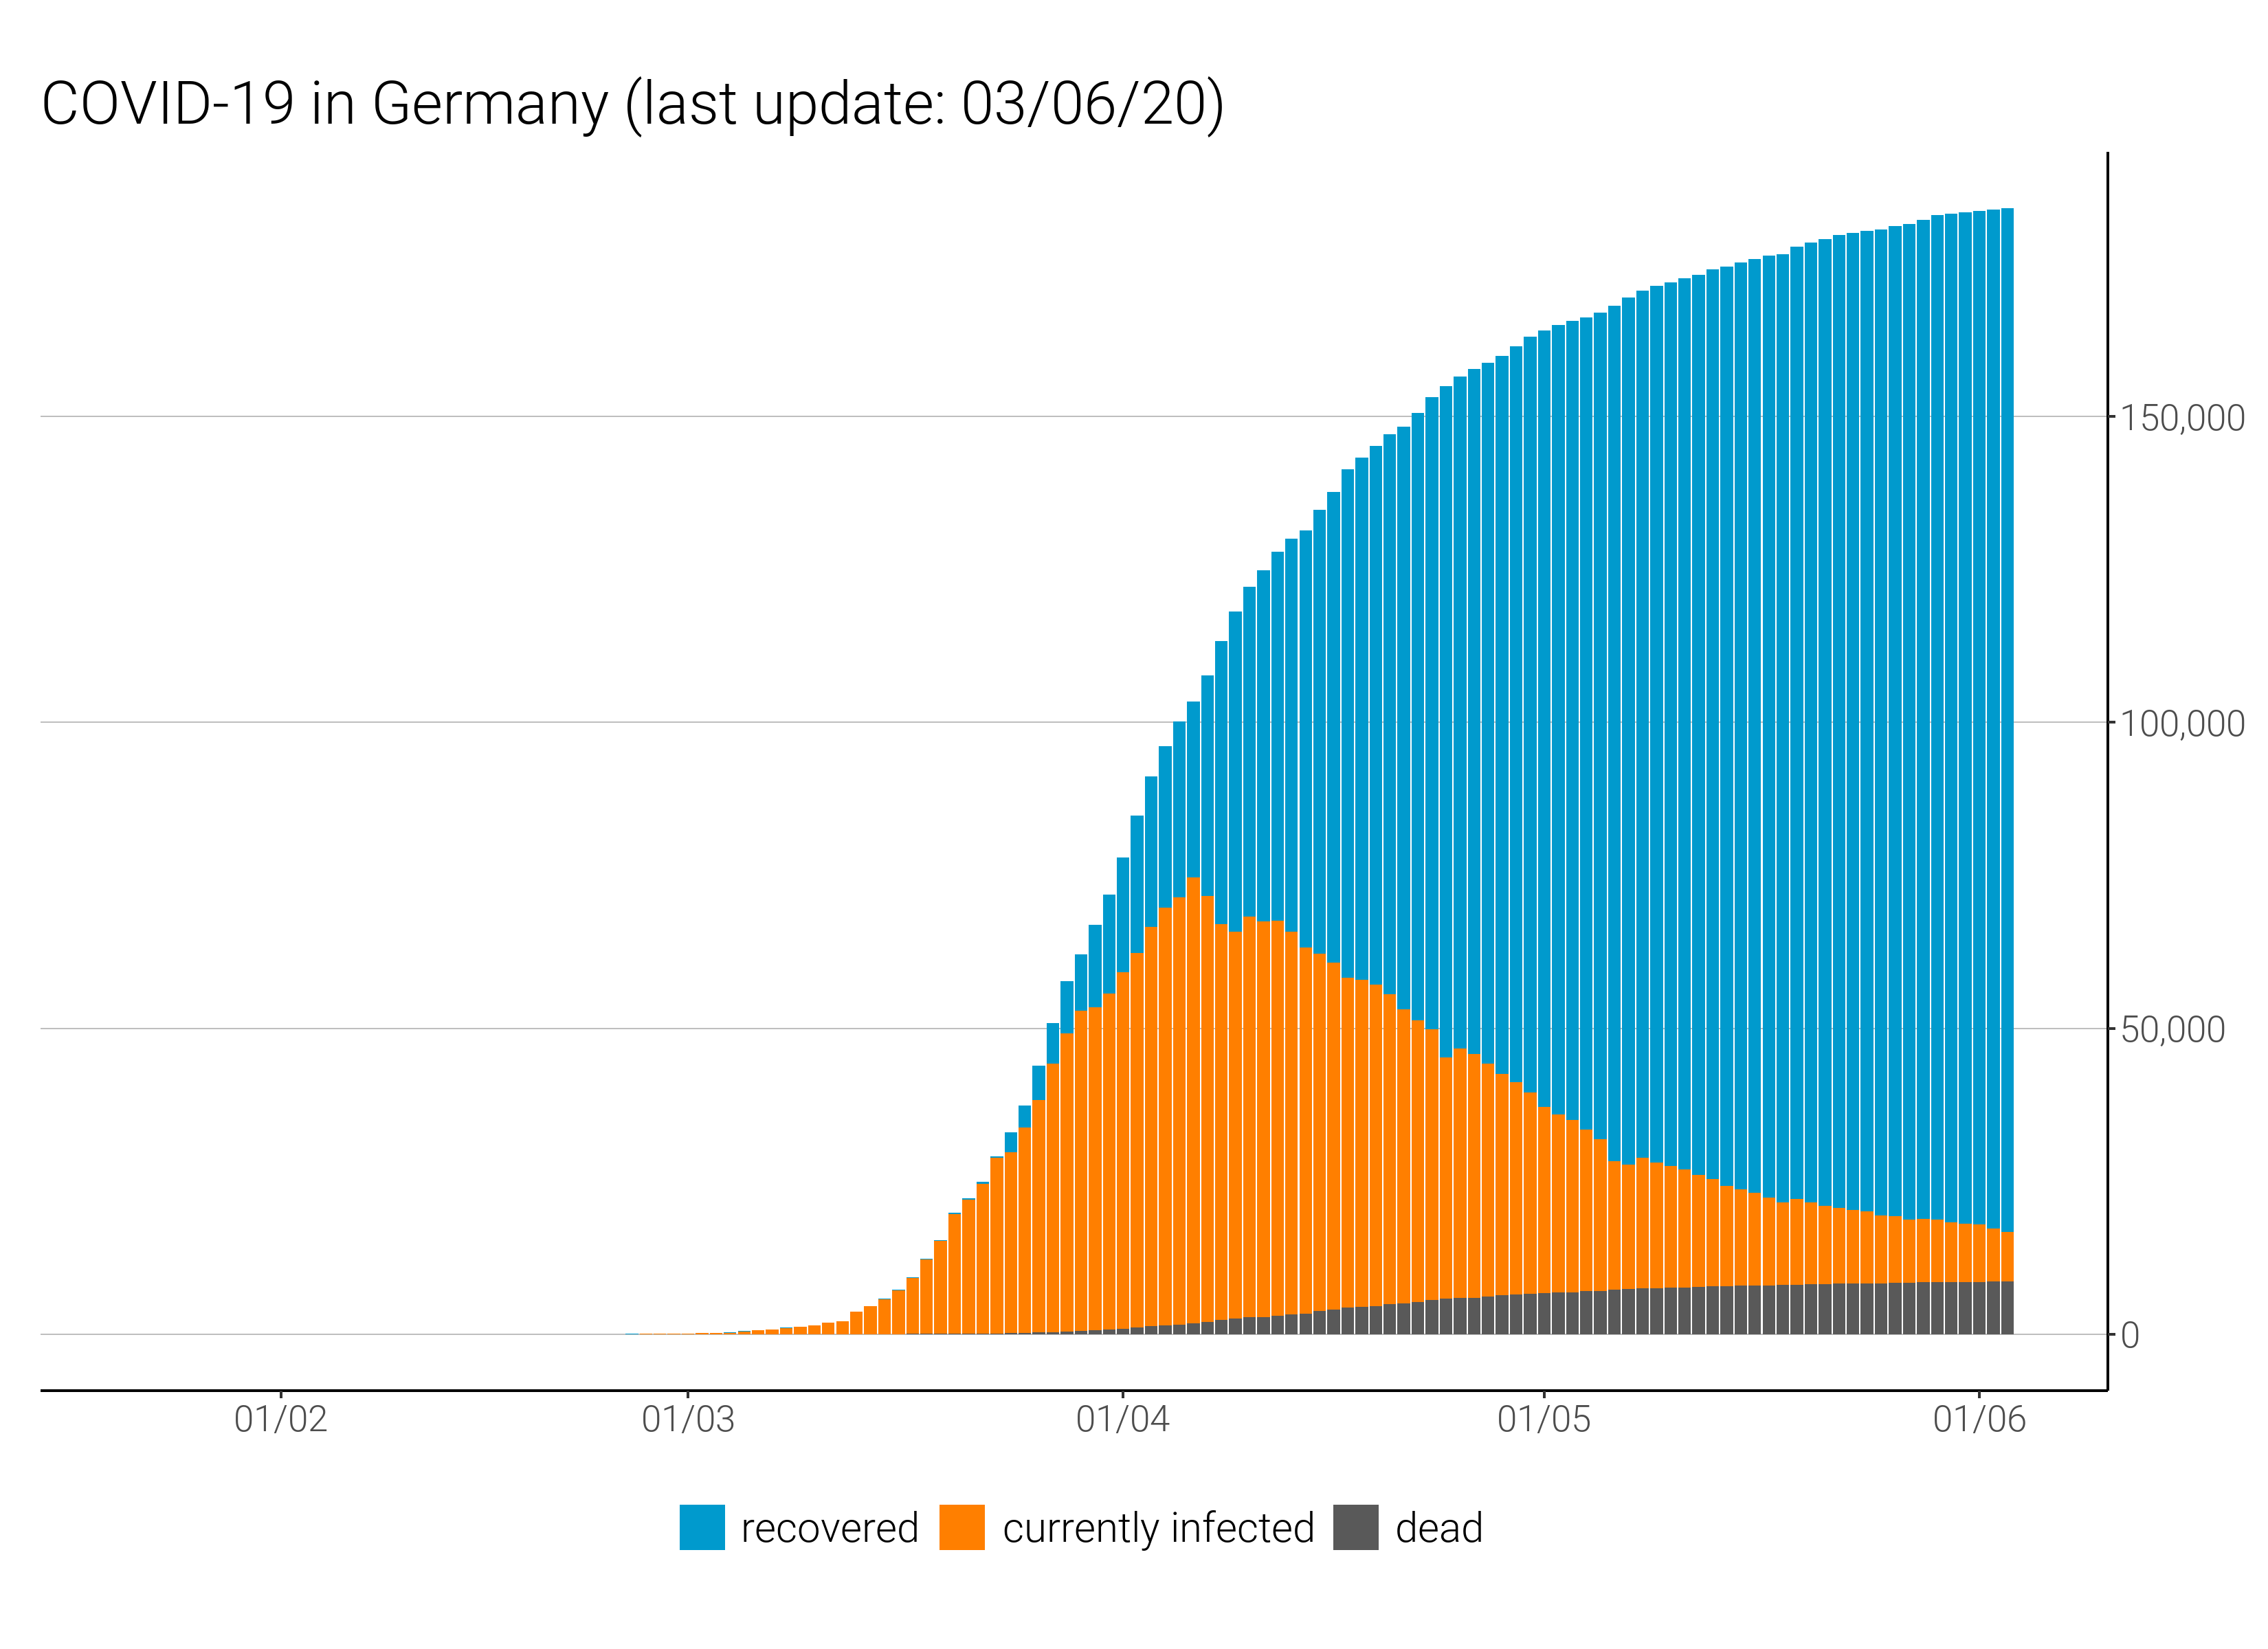 COVID-19 in Germany (last update: 03/06/20)
150,000
100,000
50,000
0
01/02 01/03 01/04 01/05 01/06
recovered currently infected dead